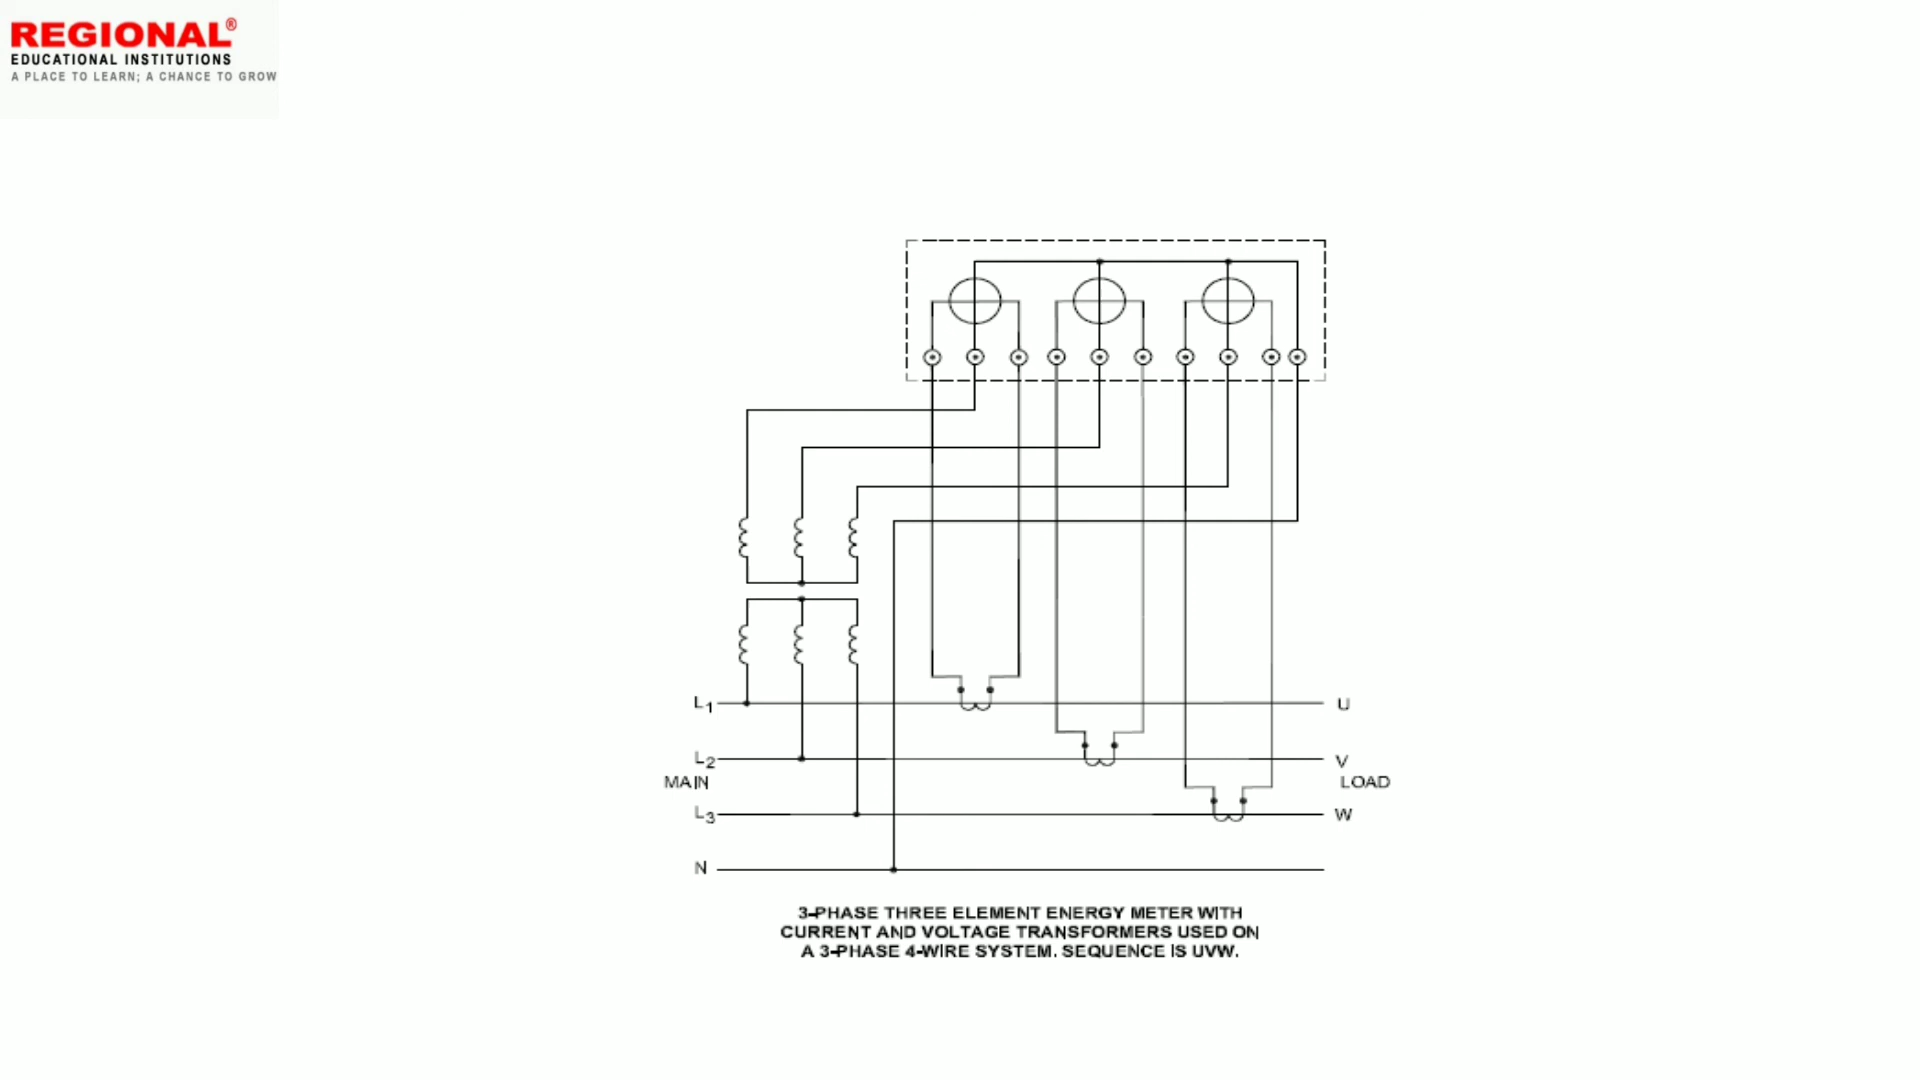 REGIONAL®
EDUCATIONAL INSTITUTIONS
A PLACE TO LEARN; A CHANCE TO GROW
L1
U
L2
V
MAIN
LOAD
L3
W
N
3-PHASE THREE ELEMENT ENERGY METER WITH
CURRENT AND VOLTAGE TRANSFORMERS USED ON
A 3-PHASE 4-WIRE SYSTEM. SEQUENCE IS UVW.